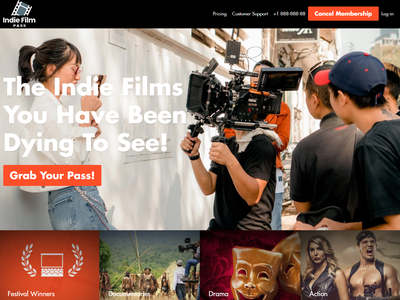 Indie Film
PASS
Pricing
Customer Support
+1 888-888-88
Cancel Membership
Log in
The Indie Films
You Have Been
Dying To See!
Grab Your Pass!
Festival Winners
Documentaries
Drama
Action